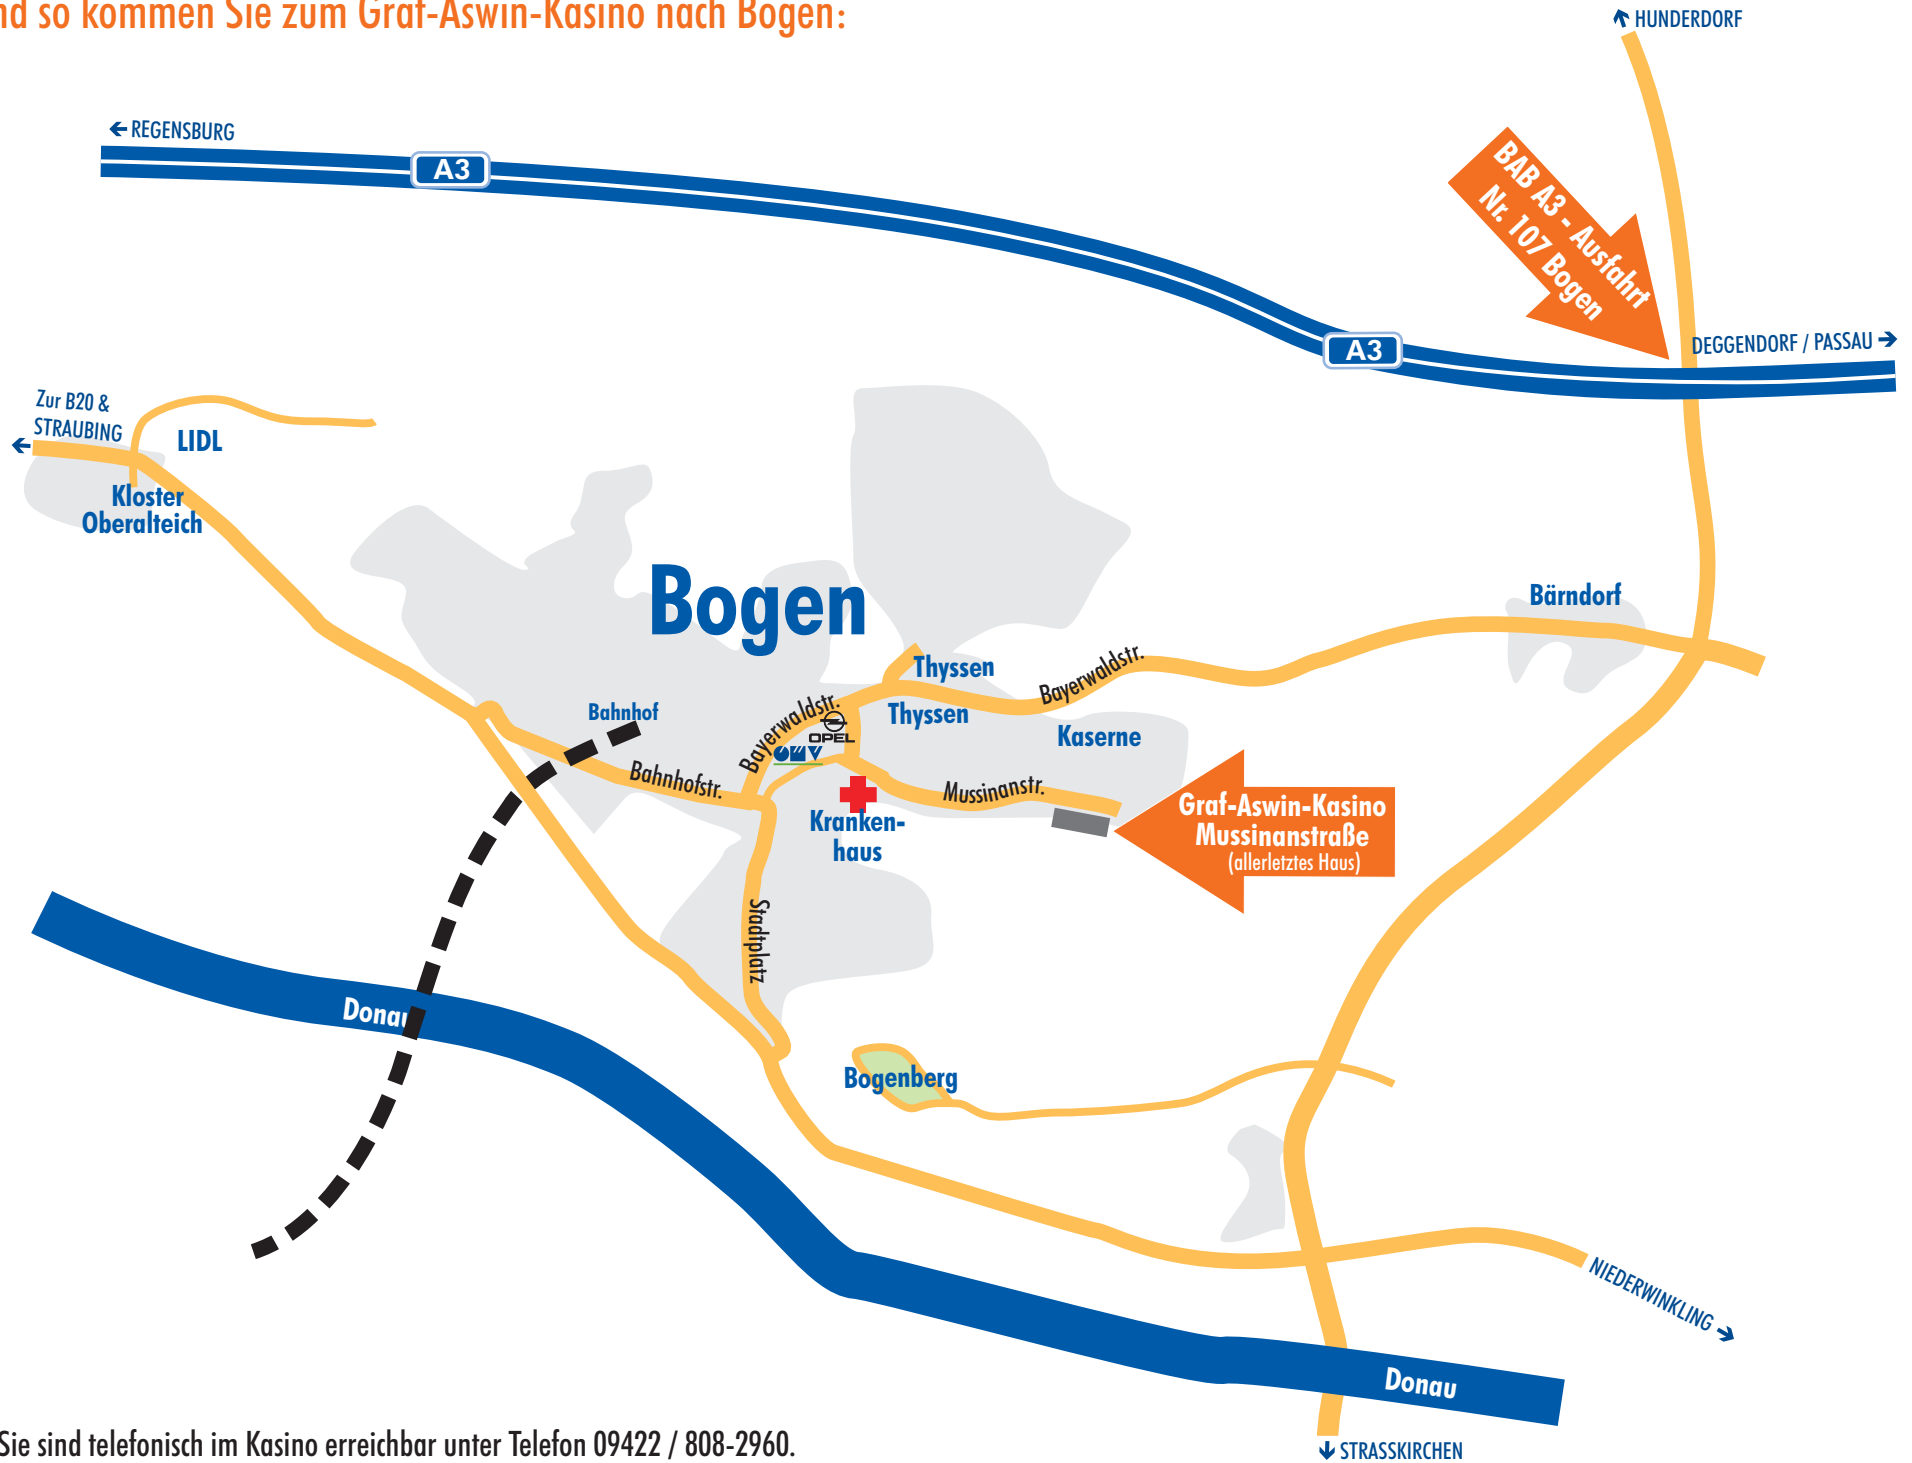 nd so kommen Sie zum Graf-Aswin-Kasino nach Bogen:
HUNDERDORF
REGENSBURG
A3
BAB A3 - Ausfahrt
Nr. 107 Bogen
A3
DEGGENDORF / PASSAU
Zur B20 &
STRAUBING
LIDL
Kloster
Oberalteich
Bogen
Bärndorf
Thyssen
Bayerwaldstr.
Bahnhof
Bayerwaldstr.
Thyssen
OPEL
OMV
Kaserne
Bahnhofstr.
Mussinanstr.
Graf-Aswin-Kasino
Mussinanstraße
(allerletztes Haus)
Kranken-
haus
Stadtplatz
Donau
Bogenberg
NIEDERWINKLING
Donau
Sie sind telefonisch im Kasino erreichbar unter Telefon 09422 / 808-2960.
STRASSKIRCHEN